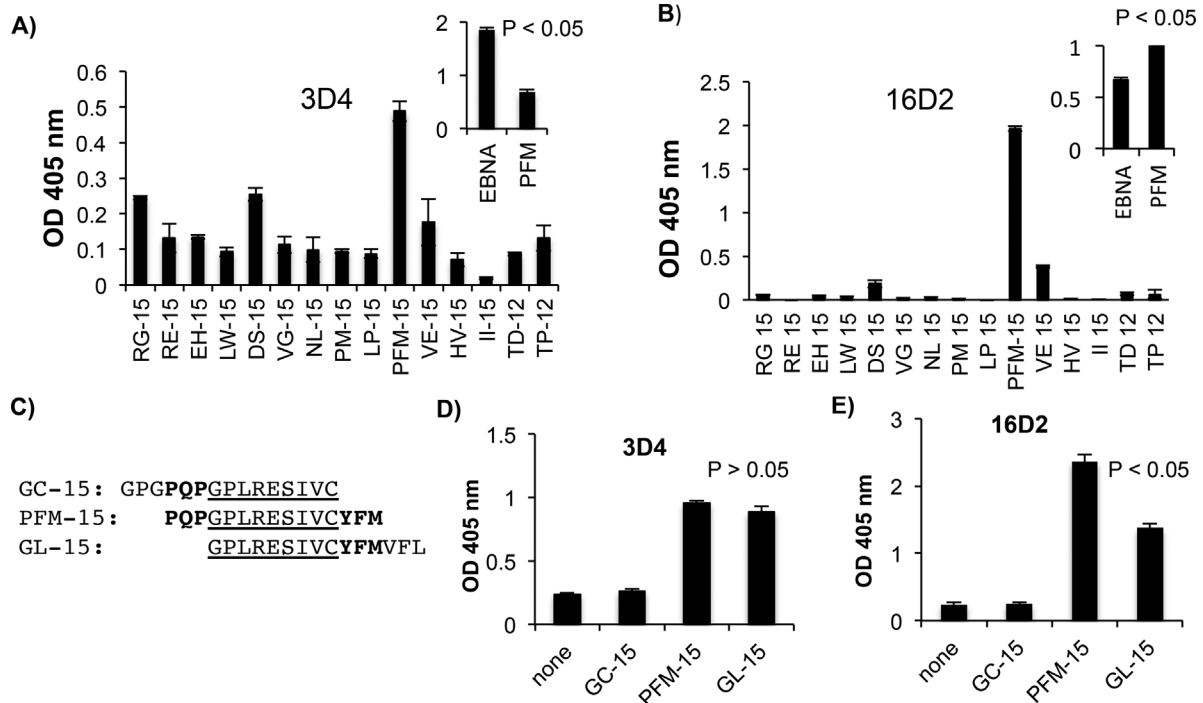 A)
3D4
OD 405 nm
0.6
0.5
0.4
0.3
0.2
0.1
0
RG-15 RE-15 EH-15 LW-15 DS-15 VG-15 NL-15 PM-15 LP-15 PFM-15 VE-15 HV-15 II-15 TD-12 TP-12
P < 0.05
2
1
0
EBNA PFM
B)
16D2
OD 405 nm
2.5
2
1.5
1
0.5
0
RG 15 RE 15 EH 15 LW 15 DS 15 VG 15 NL 15 PM 15 LP 15 PFM-15 VE 15 HV 15 II 15 TD 12 TP 12
P < 0.05
1
0.5
0
EBNA PFM
C)
GC-15: GPGPQPGPLRESIVC
PFM-15: PQPGPLRESIVCYFM
GL-15: GPLRESIVCYFMVFL
D)
3D4
P > 0.05
OD 405 nm
1.5
1
0.5
0
none GC-15 PFM-15 GL-15
E)
16D2
P < 0.05
OD 405 nm
3
2
1
0
none GC-15 PFM-15 GL-15